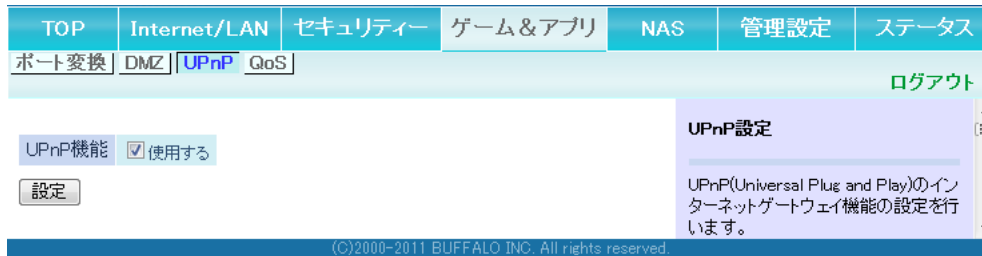 TOP Internet/LAN セキュリティー ゲーム&アプリ NAS 管理設定 ステータス
ポート変換 DMZ UPnP QoS
ログアウト
UPnP設定
UPnP機能 使用する
設定
UPnP(Universal Plug and Play)のイン
ターネットゲートウェイ機能の設定を行
います。
(C)2000-2011 BUFFALO INC. All rights reserved.